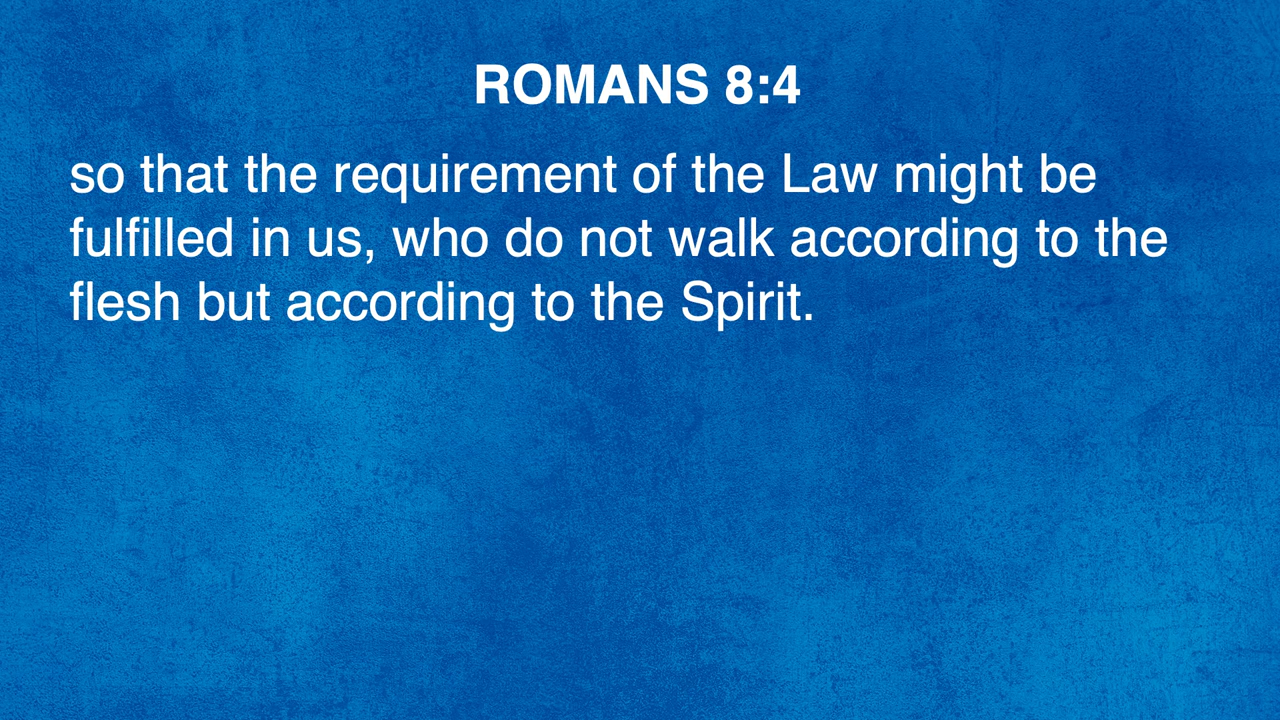 ROMANS 8:4
so that the requirement of the Law might be
fulfilled in us, who do not walk according to the
flesh but according to the Spirit.